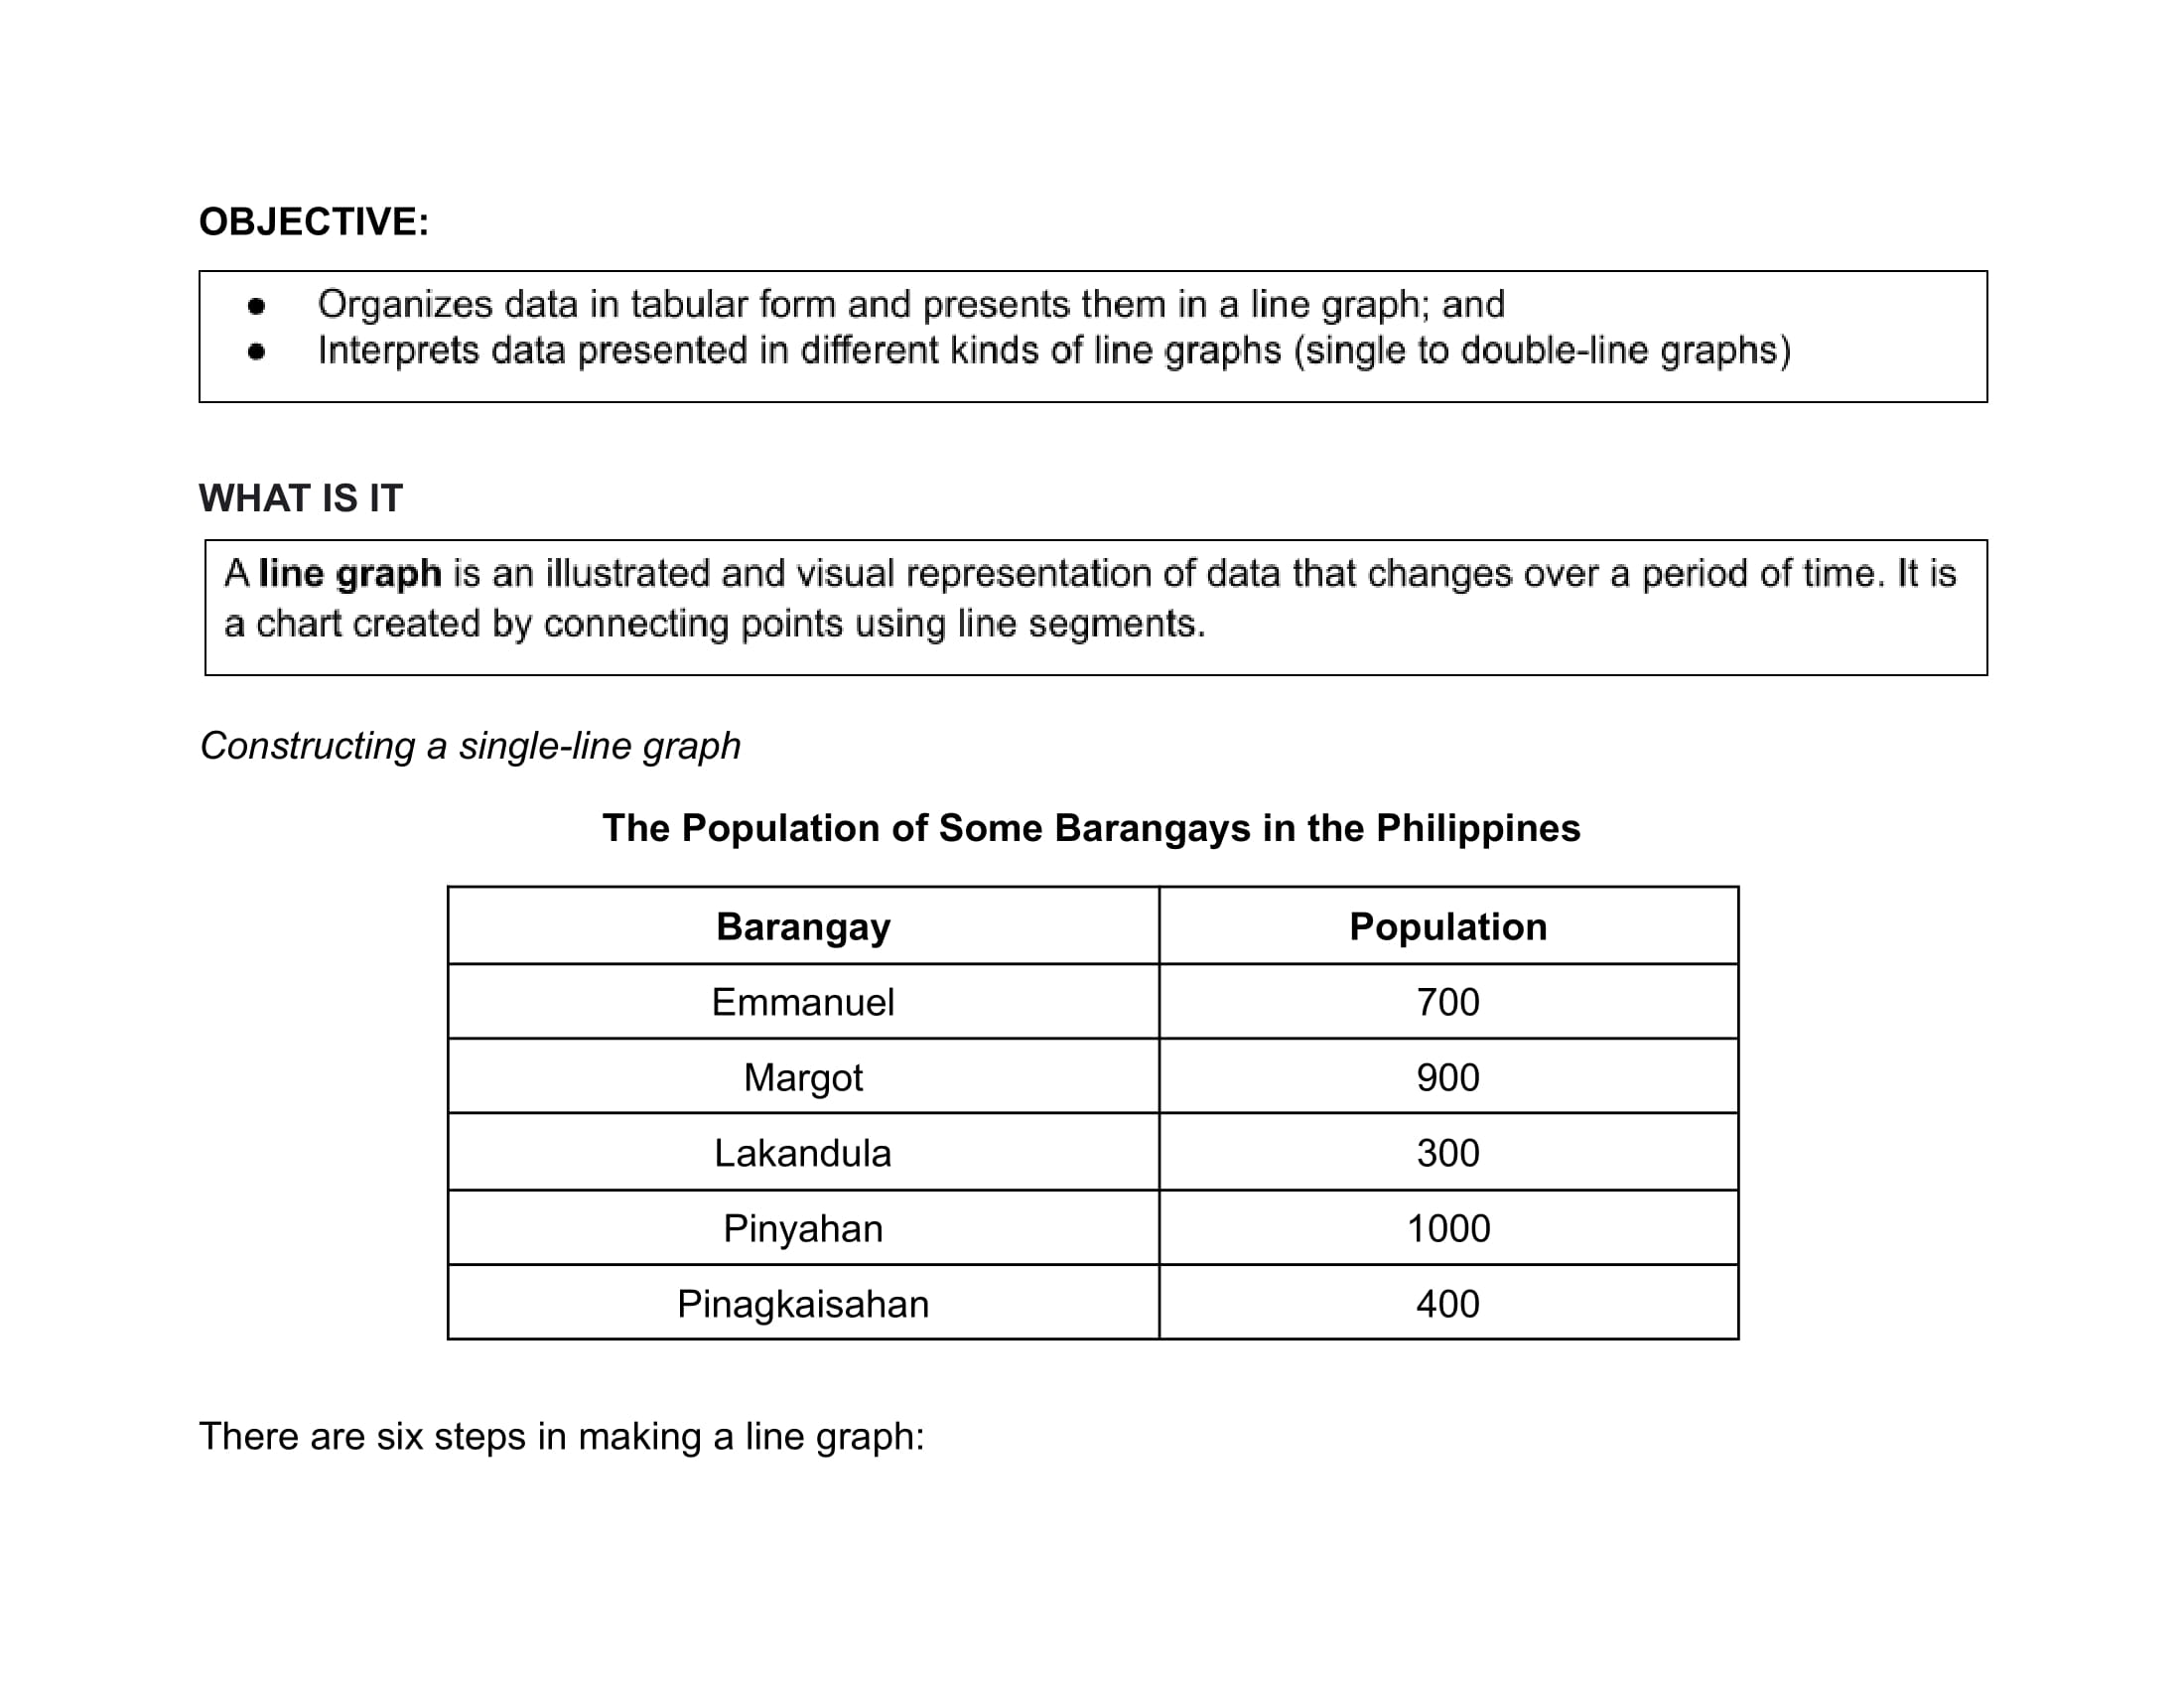 OBJECTIVE:
● Organizes data in tabular form and presents them in a line graph; and
● Interprets data presented in different kinds of line graphs (single to double-line graphs)
WHAT IS IT
A line graph is an illustrated and visual representation of data that changes over a period of time. It is
a chart created by connecting points using line segments.
Constructing a single-line graph
The Population of Some Barangays in the Philippines
Barangay Population
Emmanuel 700
Margot 900
Lakandula 300
Pinyahan 1000
Pinagkaisahan 400
There are six steps in making a line graph: